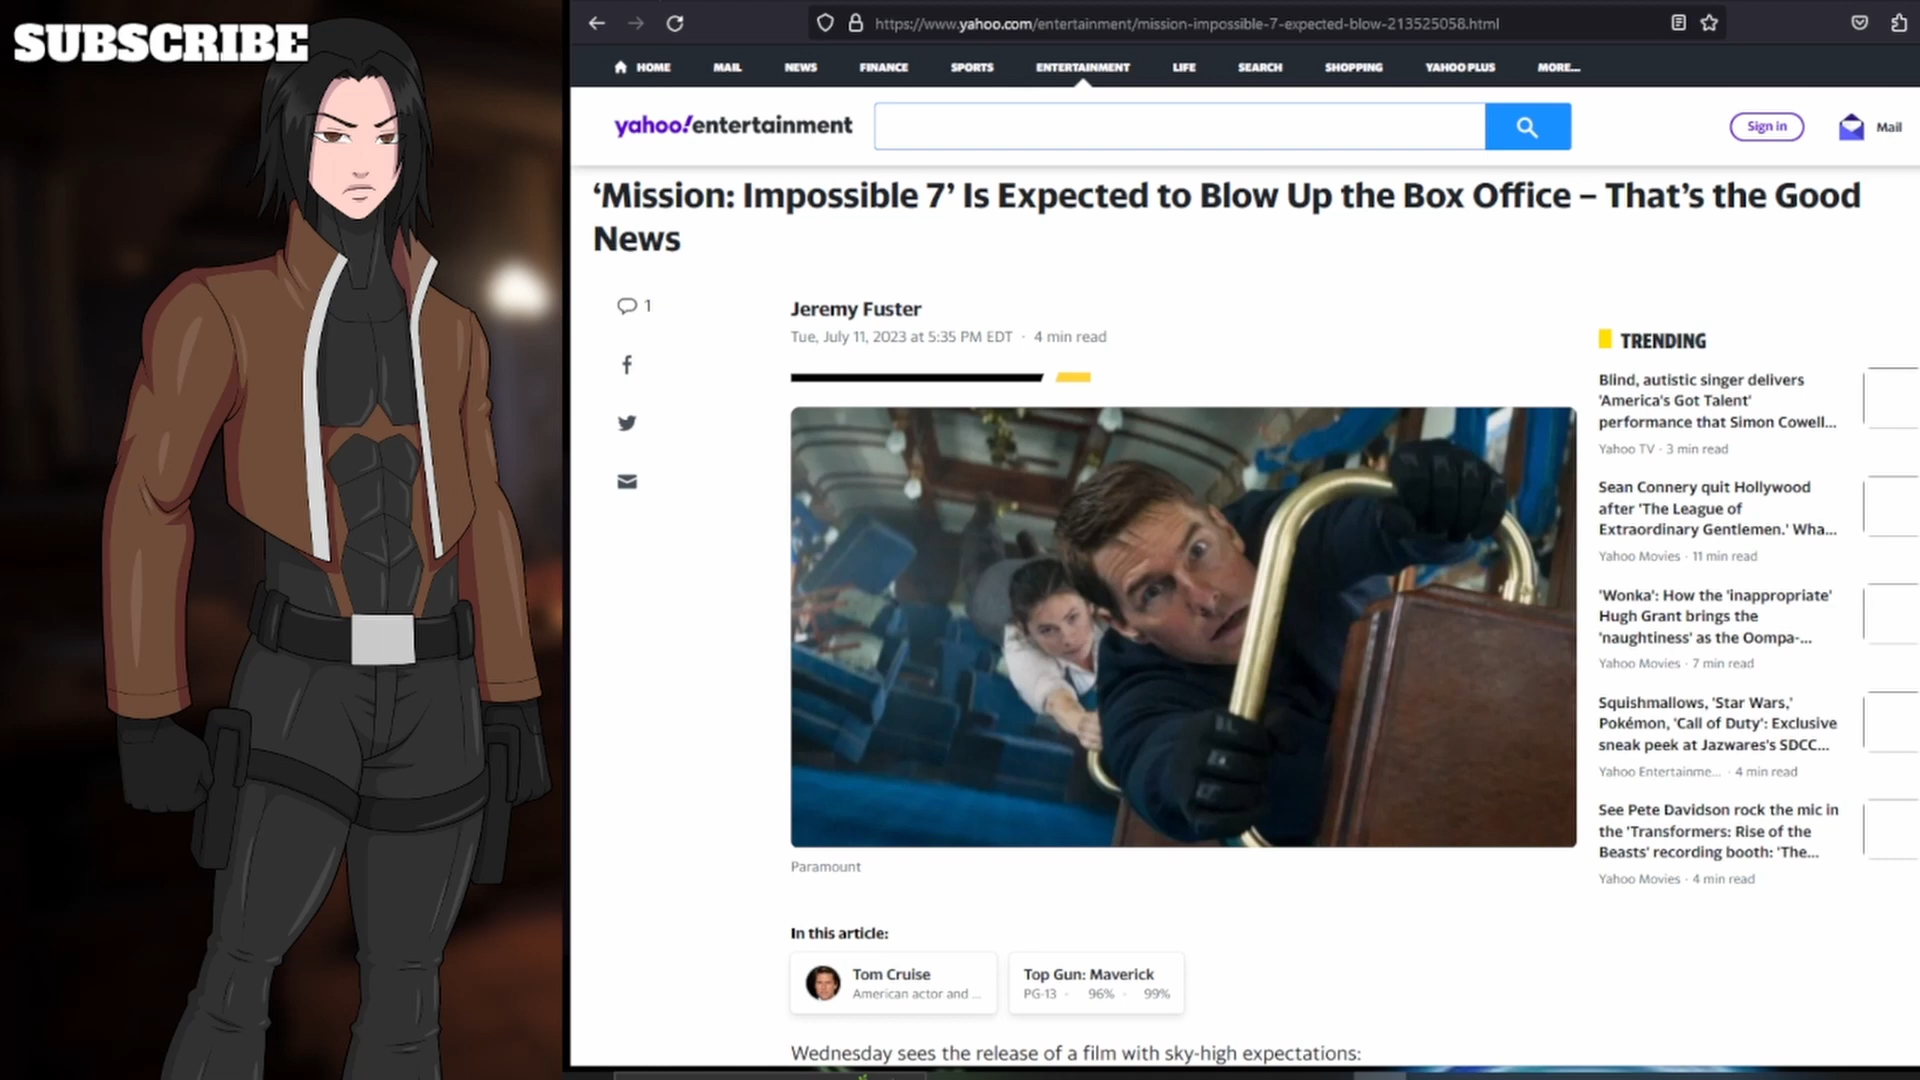 SUBSCRIBE
https://www.yahoo.com/entertainment/mission-impossible-7-expected-blow-213525058.html
HOME MAIL NEWS FINANCE SPORTS ENTERTAINMENT LIFE SEARCH SHOPPING YAHOO PLUS MORE...
yahoo!entertainment
Sign in
Mail
‘Mission: Impossible 7’ Is Expected to Blow Up the Box Office – That’s the Good
News
1
Jeremy Fuster
Tue, July 11, 2023 at 5:35 PM EDT · 4 min read
Paramount
In this article:
Tom Cruise
American actor and ...
Top Gun: Maverick
PG-13 · 96% · 99%
Wednesday sees the release of a film with sky-high expectations:
TRENDING
Blind, autistic singer delivers
'America's Got Talent'
performance that Simon Cowell...
Yahoo TV · 3 min read
Sean Connery quit Hollywood
after 'The League of
Extraordinary Gentlemen.' Wha...
Yahoo Movies · 11 min read
'Wonka': How the 'inappropriate'
Hugh Grant brings the
'naughtiness' as the Oompa-...
Yahoo Movies · 7 min read
Squishmallows, 'Star Wars,'
Pokémon, 'Call of Duty': Exclusive
sneak peek at Jazwares's SDCC...
Yahoo Entertainme... · 4 min read
See Pete Davidson rock the mic in
the 'Transformers: Rise of the
Beasts' recording booth: 'The...
Yahoo Movies · 4 min read